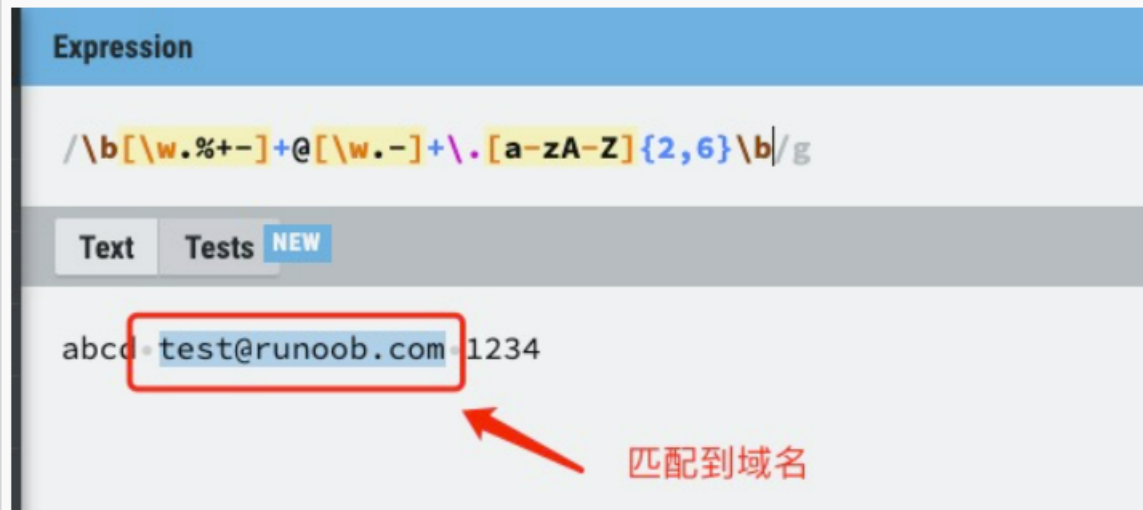 Expression
/\b[\w.%+-]+@[\w.-]+\.[a-zA-Z]{2,6}\b/g
Text Tests NEW
abcd test@runoob.com 1234
匹配到域名